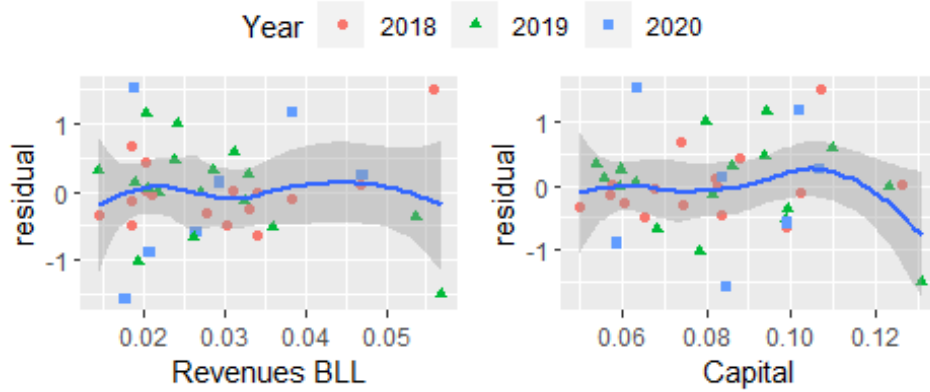 Year 2018 2019 2020
residual
1
0
-1
0.02 0.03 0.04 0.05
Revenues BLL
residual
1
0
-1
0.06 0.08 0.10 0.12
Capital